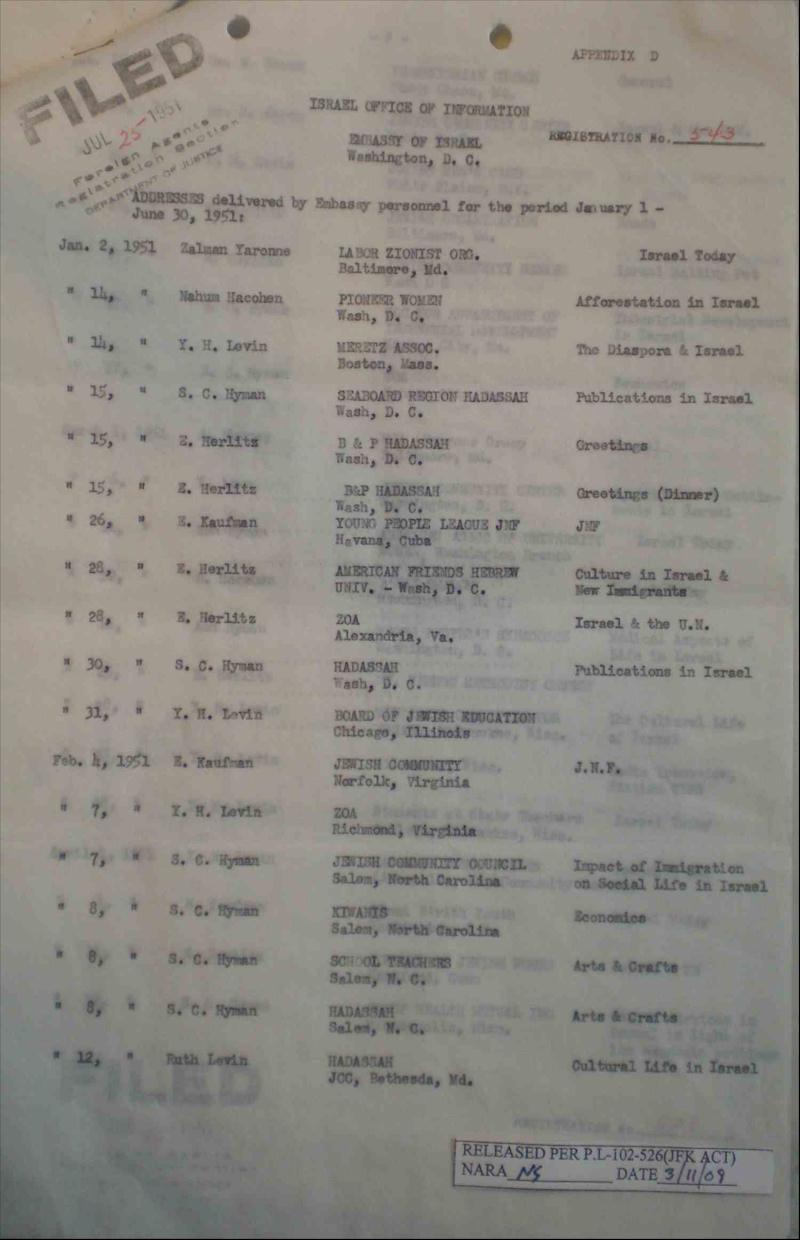 APPENDIX D
FILED
JUL 25 1951
Foreign Agents
Registration Section
DEPARTMENT OF JUSTICE
ISRAEL OFFICE OF INFORMATION
EMBASSY OF ISRAEL
Washington, D. C.
REGISTRATION No. 543
ADDRESSES delivered by Embassy personnel for the period January 1 -
June 30, 1951:
Jan. 2, 1951 Zalman Yaronne LABOR ZIONIST ORG. Israel Today
Baltimore, Md.
" 14, " Nahum Hacohen PIONEER WOMEN Afforestation in Israel
Wash, D. C.
" 14, " Y. H. Levin MERETZ ASSOC. The Diaspora & Israel
Boston, Mass.
" 15, " S. C. Hyman SEABOARD REGION HADASSAH Publications in Israel
Wash, D. C.
" 15, " E. Herlitz B & P HADASSAH Greetings
Wash, D. C.
" 15, " E. Herlitz B&P HADASSAH Greetings (Dinner)
Wash, D. C.
" 26, " E. Kaufman YOUNG PEOPLE LEAGUE JNF JNF
Havana, Cuba
" 28, " E. Herlitz AMERICAN FRIENDS HEBREW Culture in Israel &
UNIV. - Wash, D. C. New Immigrants
" 28, " E. Herlitz ZOA Israel & the U.N.
Alexandria, Va.
" 30, " S. C. Hyman HADASSAH Publications in Israel
Wash, D. C.
" 31, " Y. H. Levin BOARD OF JEWISH EDUCATION
Chicago, Illinois
Feb. 4, 1951 E. Kaufman JEWISH COMMUNITY J.N.F.
Norfolk, Virginia
" 7, " Y. H. Levin ZOA
Richmond, Virginia
" 7, " S. C. Hyman JEWISH COMMUNITY COUNCIL Impact of Immigration
Salem, North Carolina on Social Life in Israel
" 8, " S. C. Hyman KIWANIS Economics
Salem, North Carolina
" 8, " S. C. Hyman SCHOOL TEACHERS Arts & Crafts
Salem, N. C.
" 8, " S. C. Hyman HADASSAH Arts & Crafts
Salem, N. C.
" 12, " Ruth Levin HADASSAH Cultural Life in Israel
JCC, Bethesda, Md.
RELEASED PER P.L-102-526(JFK ACT)
NARA NS DATE 3/11/09